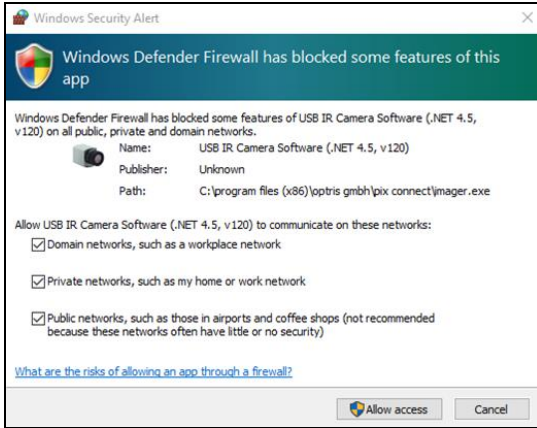 Windows Security Alert
Windows Defender Firewall has blocked some features of this
app
Windows Defender Firewall has blocked some features of USB IR Camera Software (.NET 4.5,
v120) on all public, private and domain networks.
Name: USB IR Camera Software (.NET 4.5, v120)
Publisher: Unknown
Path: C:\program files (x86)\optris gmbh\pix connect\imager.exe
Allow USB IR Camera Software (.NET 4.5, v120) to communicate on these networks:
Domain networks, such as a workplace network
Private networks, such as my home or work network
Public networks, such as those in airports and coffee shops (not recommended
because these networks often have little or no security)
What are the risks of allowing an app through a firewall?
Allow access Cancel